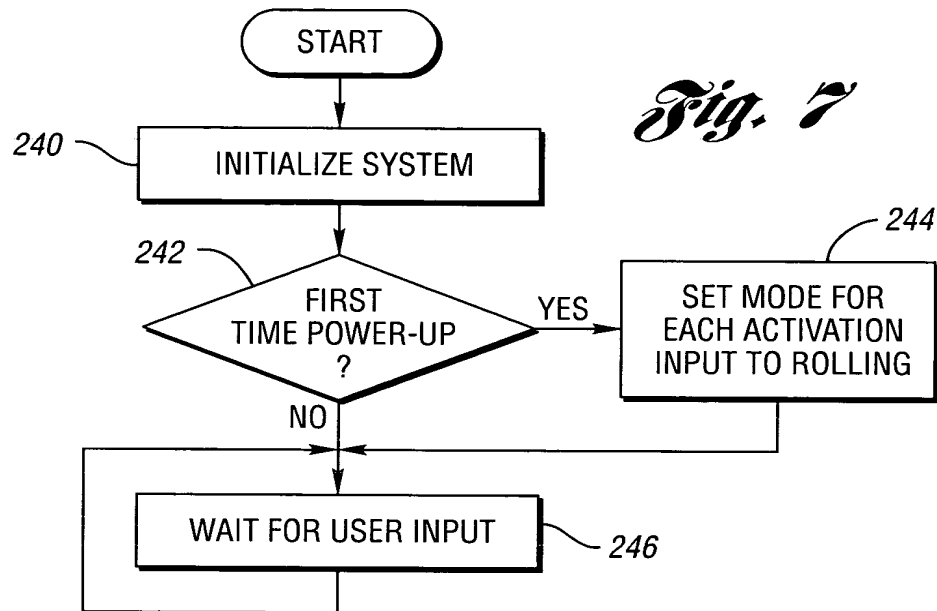 START
Fig. 7
240
INITIALIZE SYSTEM
242
244
FIRST
TIME POWER-UP
?
YES
SET MODE FOR
EACH ACTIVATION
INPUT TO ROLLING
NO
WAIT FOR USER INPUT
246